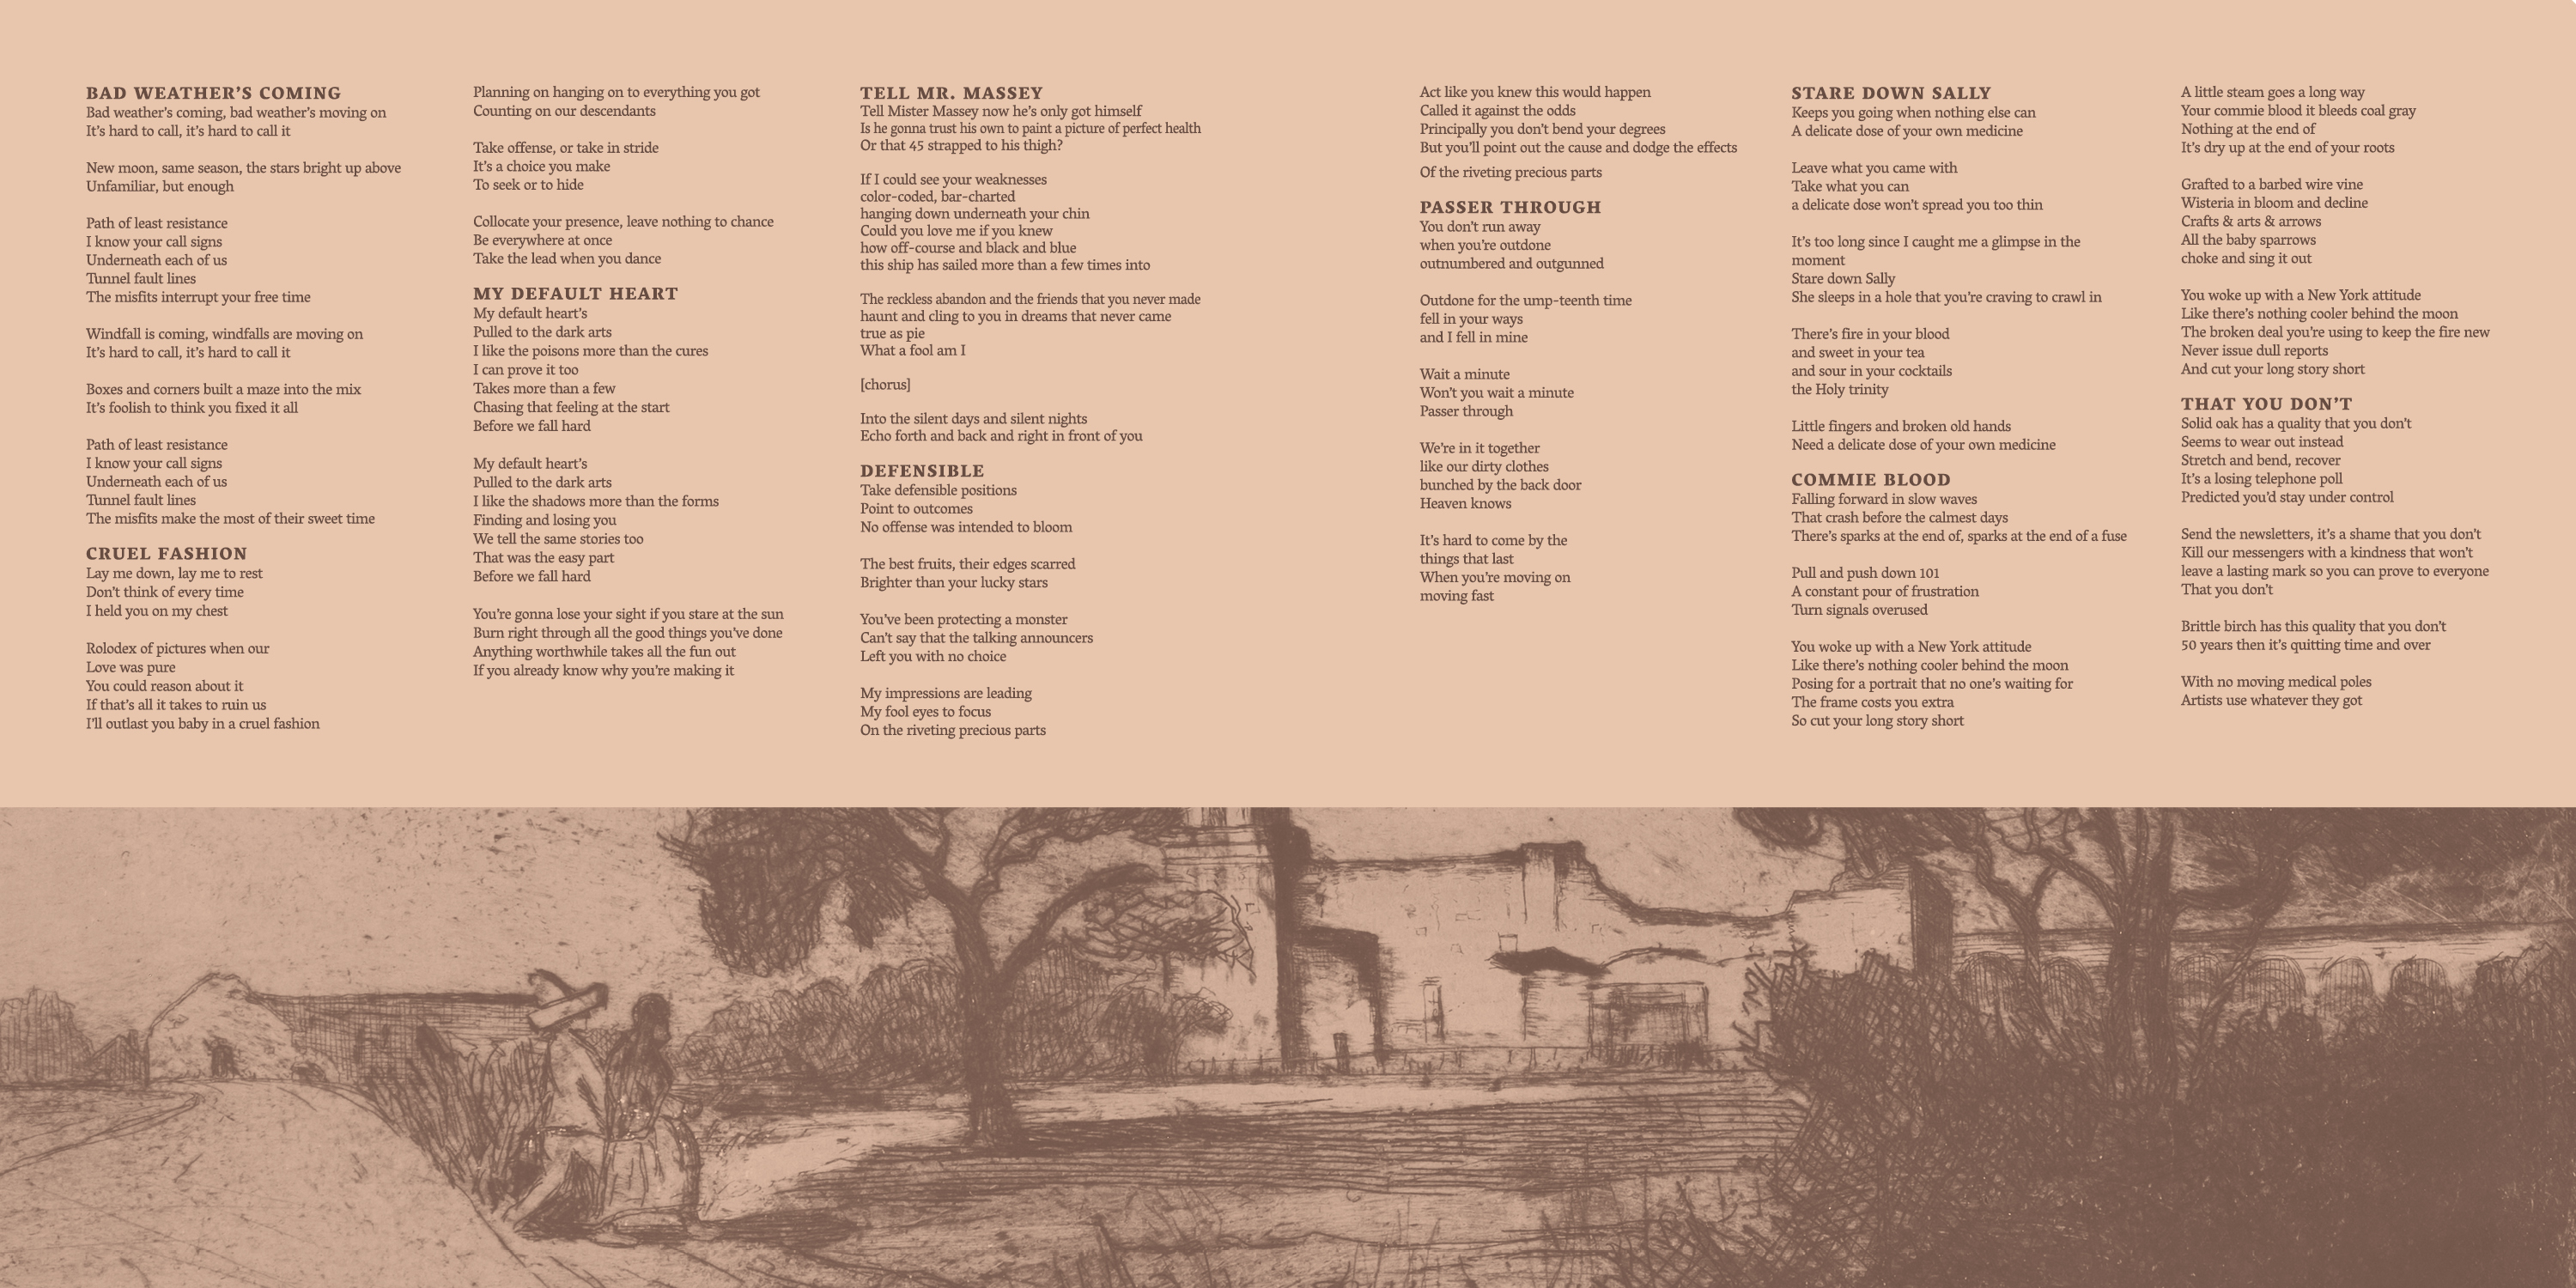 BAD WEATHER'S COMING
Bad weather's coming, bad weather's moving on
It's hard to call, it's hard to call it
New moon, same season, the stars bright up above
Unfamiliar, but enough
Path of least resistance
I know your call signs
Underneath each of us
Tunnel fault lines
The misfits interrupt your free time
Windfall is coming, windfalls are moving on
It's hard to call, it's hard to call it
Boxes and corners built a maze into the mix
It's foolish to think you fixed it all
Path of least resistance
I know your call signs
Underneath each of us
Tunnel fault lines
The misfits make the most of their sweet time
CRUEL FASHION
Lay me down, lay me to rest
Don't think of every time
I held you on my chest
Rolodex of pictures when our
Love was pure
You could reason about it
If that's all it takes to ruin us
I'll outlast you baby in a cruel fashion
Planning on hanging on to everything you got
Counting on our descendants
Take offense, or take in stride
It's a choice you make
To seek or to hide
Collocate your presence, leave nothing to chance
Be everywhere at once
Take the lead when you dance
MY DEFAULT HEART
My default heart's
Pulled to the dark arts
I like the poisons more than the cures
I can prove it too
Takes more than a few
Chasing that feeling at the start
Before we fall hard
My default heart's
Pulled to the dark arts
I like the shadows more than the forms
Finding and losing you
We tell the same stories too
That was the easy part
Before we fall hard
You're gonna lose your sight if you stare at the sun
Burn right through all the good things you've done
Anything worthwhile takes all the fun out
If you already know why you're making it
TELL MR. MASSEY
Tell Mister Massey now he's only got himself
Is he gonna trust his own to paint a picture of perfect health
Or that 45 strapped to his thigh?
If I could see your weaknesses
color-coded, bar-charted
hanging down underneath your chin
Could you love me if you knew
how off-course and black and blue
this ship has sailed more than a few times into
The reckless abandon and the friends that you never made
haunt and cling to you in dreams that never came
true as pie
What a fool am I
[chorus]
Into the silent days and silent nights
Echo forth and back and right in front of you
DEFENSIBLE
Take defensible positions
Point to outcomes
No offense was intended to bloom
The best fruits, their edges scarred
Brighter than your lucky stars
You've been protecting a monster
Can't say that the talking announcers
Left you with no choice
My impressions are leading
My fool eyes to focus
On the riveting precious parts
Act like you knew this would happen
Called it against the odds
Principally you don't bend your degrees
But you'll point out the cause and dodge the effects
Of the riveting precious parts
PASSER THROUGH
You don't run away
when you're outdone
outnumbered and outgunned
Outdone for the ump-teenth time
fell in your ways
and I fell in mine
Wait a minute
Won't you wait a minute
Passer through
We're in it together
like our dirty clothes
bunched by the back door
Heaven knows
It's hard to come by the
things that last
When you're moving on
moving fast
STARE DOWN SALLY
Keeps you going when nothing else can
A delicate dose of your own medicine
Leave what you came with
Take what you can
a delicate dose won't spread you too thin
It's too long since I caught me a glimpse in the
moment
Stare down Sally
She sleeps in a hole that you're craving to crawl in
There's fire in your blood
and sweet in your tea
and sour in your cocktails
the Holy trinity
Little fingers and broken old hands
Need a delicate dose of your own medicine
COMMIE BLOOD
Falling forward in slow waves
That crash before the calmest days
There's sparks at the end of, sparks at the end of a fuse
Pull and push down 101
A constant pour of frustration
Turn signals overused
You woke up with a New York attitude
Like there's nothing cooler behind the moon
Posing for a portrait that no one's waiting for
The frame costs you extra
So cut your long story short
A little steam goes a long way
Your commie blood it bleeds coal gray
Nothing at the end of
It's dry up at the end of your roots
Grafted to a barbed wire vine
Wisteria in bloom and decline
Crafts & arts & arrows
All the baby sparrows
choke and sing it out
You woke up with a New York attitude
Like there's nothing cooler behind the moon
The broken deal you're using to keep the fire new
Never issue dull reports
And cut your long story short
THAT YOU DON'T
Solid oak has a quality that you don't
Seems to wear out instead
Stretch and bend, recover
It's a losing telephone poll
Predicted you'd stay under control
Send the newsletters, it's a shame that you don't
Kill our messengers with a kindness that won't
leave a lasting mark so you can prove to everyone
That you don't
Brittle birch has this quality that you don't
50 years then it's quitting time and over
With no moving medical poles
Artists use whatever they got